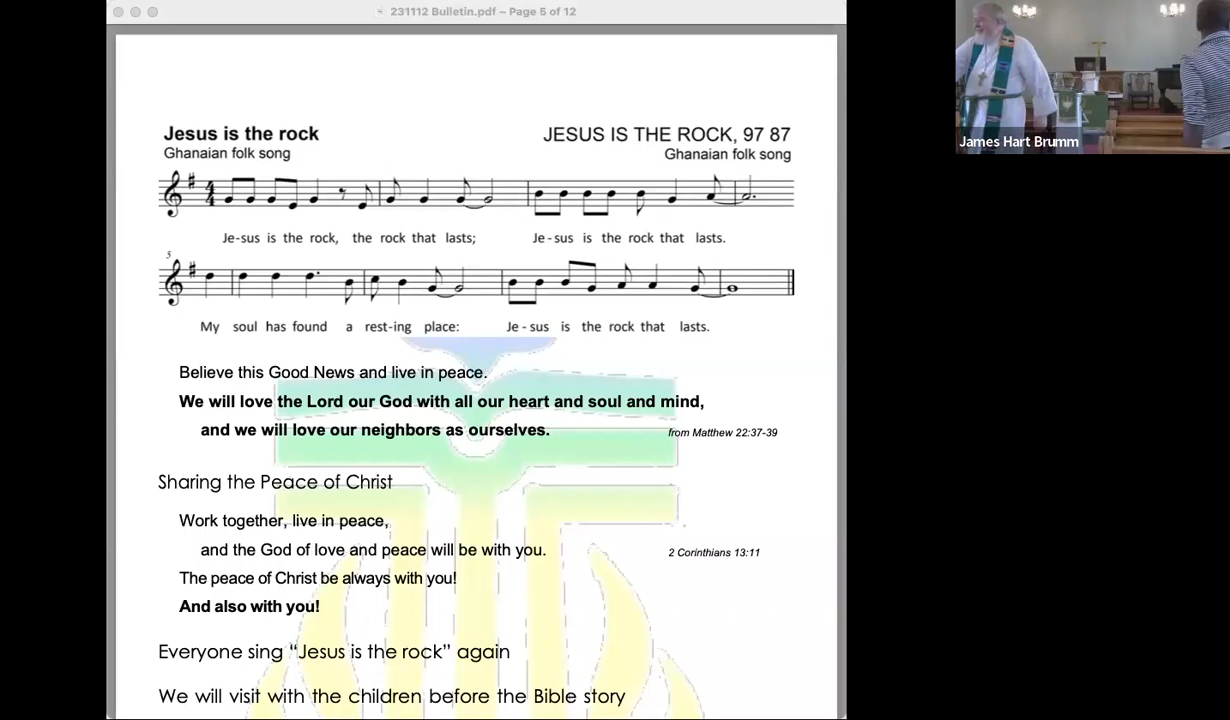 231112 Bulletin.pdf – Page 5 of 12
Jesus is the rock
JESUS IS THE ROCK, 97 87
Ghanaian folk song
Ghanaian folk song
Je-sus is the rock, the rock that lasts; Je-sus is the rock that lasts.
5
My soul has found a rest-ing place: Je-sus is the rock that lasts.
Believe this Good News and live in peace.
We will love the Lord our God with all our heart and soul and mind,
and we will love our neighbors as ourselves.
from Matthew 22:37-39
Sharing the Peace of Christ
Work together, live in peace,
and the God of love and peace will be with you.
2 Corinthians 13:11
The peace of Christ be always with you!
And also with you!
Everyone sing “Jesus is the rock” again
We will visit with the children before the Bible story
James Hart Brumm